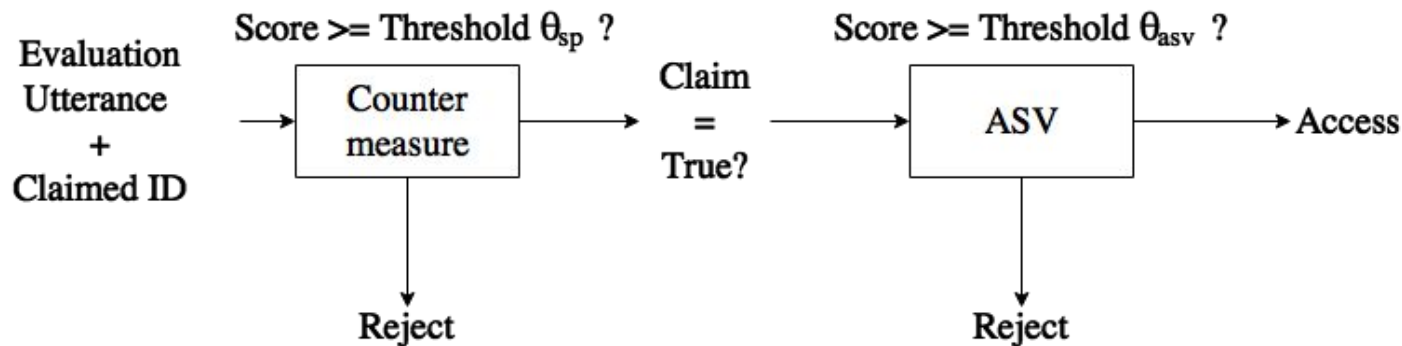 Score >= Threshold θsp ?
Score >= Threshold θasv ?
Evaluation
Utterance
+
Claimed ID
Counter
measure
Claim
=
True?
ASV
Access
Reject
Reject